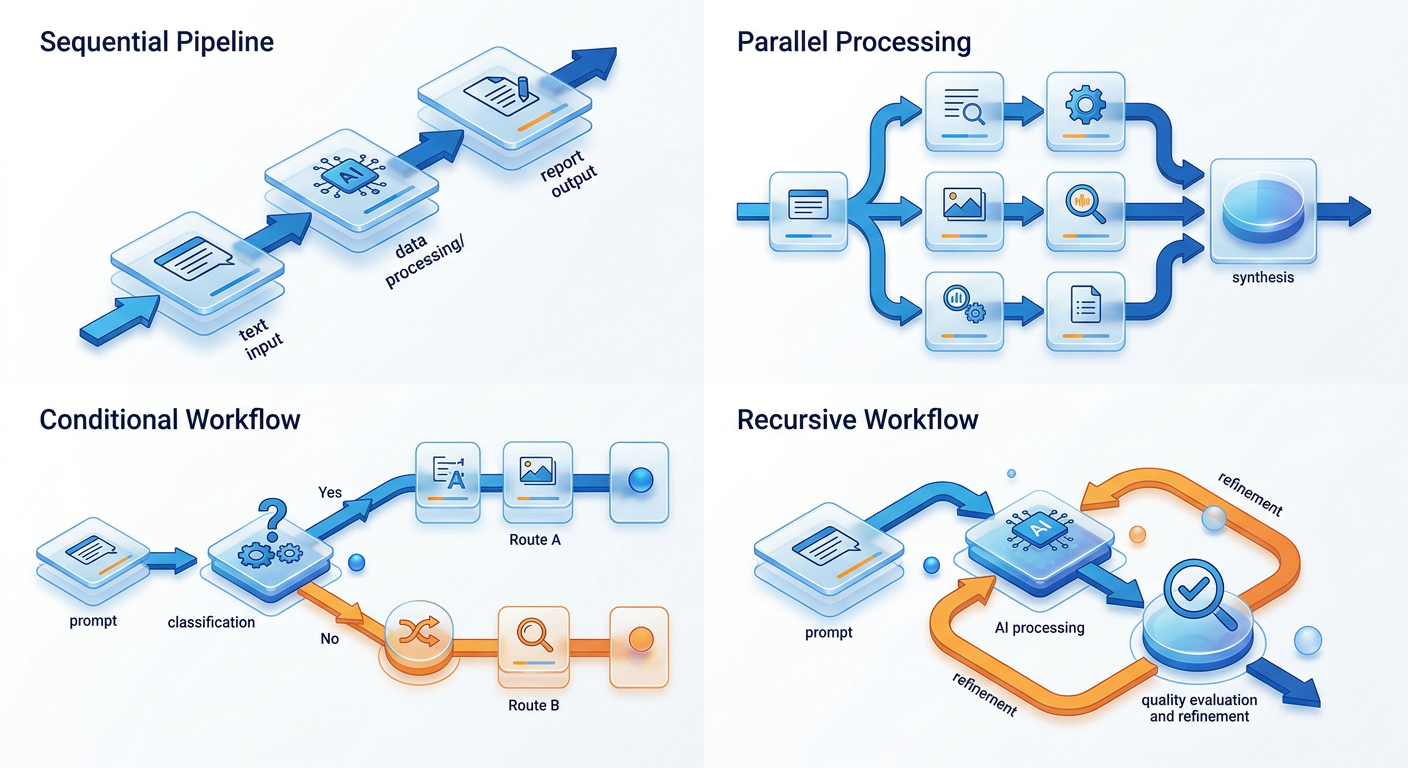 Sequential Pipeline
text
input
AI
data
processing/
report
output
Parallel Processing
synthesis
Conditional Workflow
prompt
?
classification
Yes
No
A
Route A
Route B
Recursive Workflow
prompt
AI
AI processing
refinement
refinement
quality evaluation
and refinement